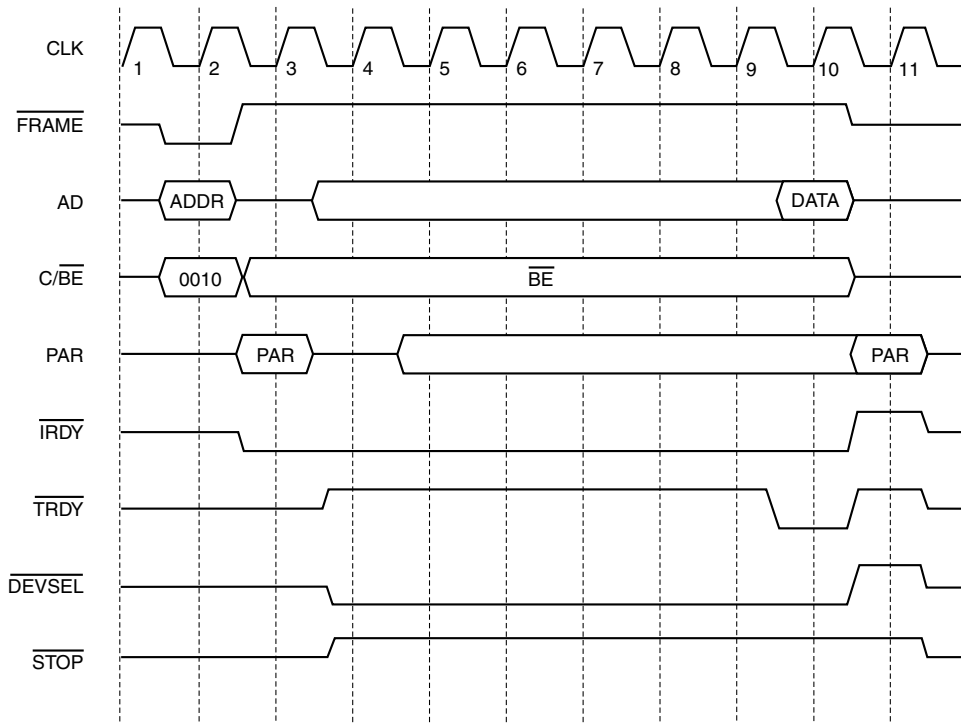 CLK
1 2 3 4 5 6 7 8 9 10 11
FRAME
AD ADDR DATA
C/BE 0010 BE
PAR PAR PAR
IRDY
TRDY
DEVSEL
STOP